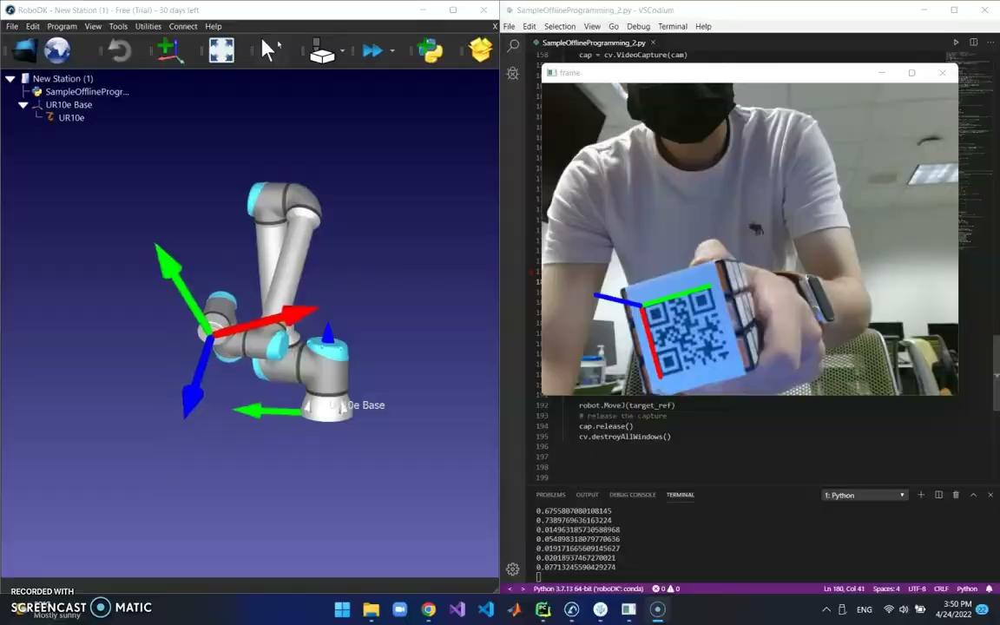 RoboDK - New Station (1) - Free (Trial) - 30 days left
File Edit Program View Tools Utilities Connect Help X
New Station (1)
SampleOfflineProgr...
UR10e Base
UR10e
UR10e Base
RECORDED WITH
SCREENCAST MATIC
Mostly sunny
SampleOfflineProgramming_2.py - VSCodium
File Edit Selection View Go Debug Terminal Help
SampleOfflineProgramming_2.py
158 cap = cv.VideoCapture(cam)
frame
192 robot.MoveJ(target_ref)
193 # release the capture
194 cap.release()
195 cv.destroyAllWindows()
196
197
198
199
PROBLEMS OUTPUT DEBUG CONSOLE TERMINAL 1: Python
0.6755807080108145
0.7389769636163224
0.014963185730588968
0.054898318079770636
0.019171665609145627
0.02018937467270021
0.07713245590429274
Python 3.7.13 64-bit ('roboDK': conda) 0 0 Ln 180, Col 41 Spaces: 4 UTF-8 CRLF Python
ENG 3:50 PM
4/24/2022 22